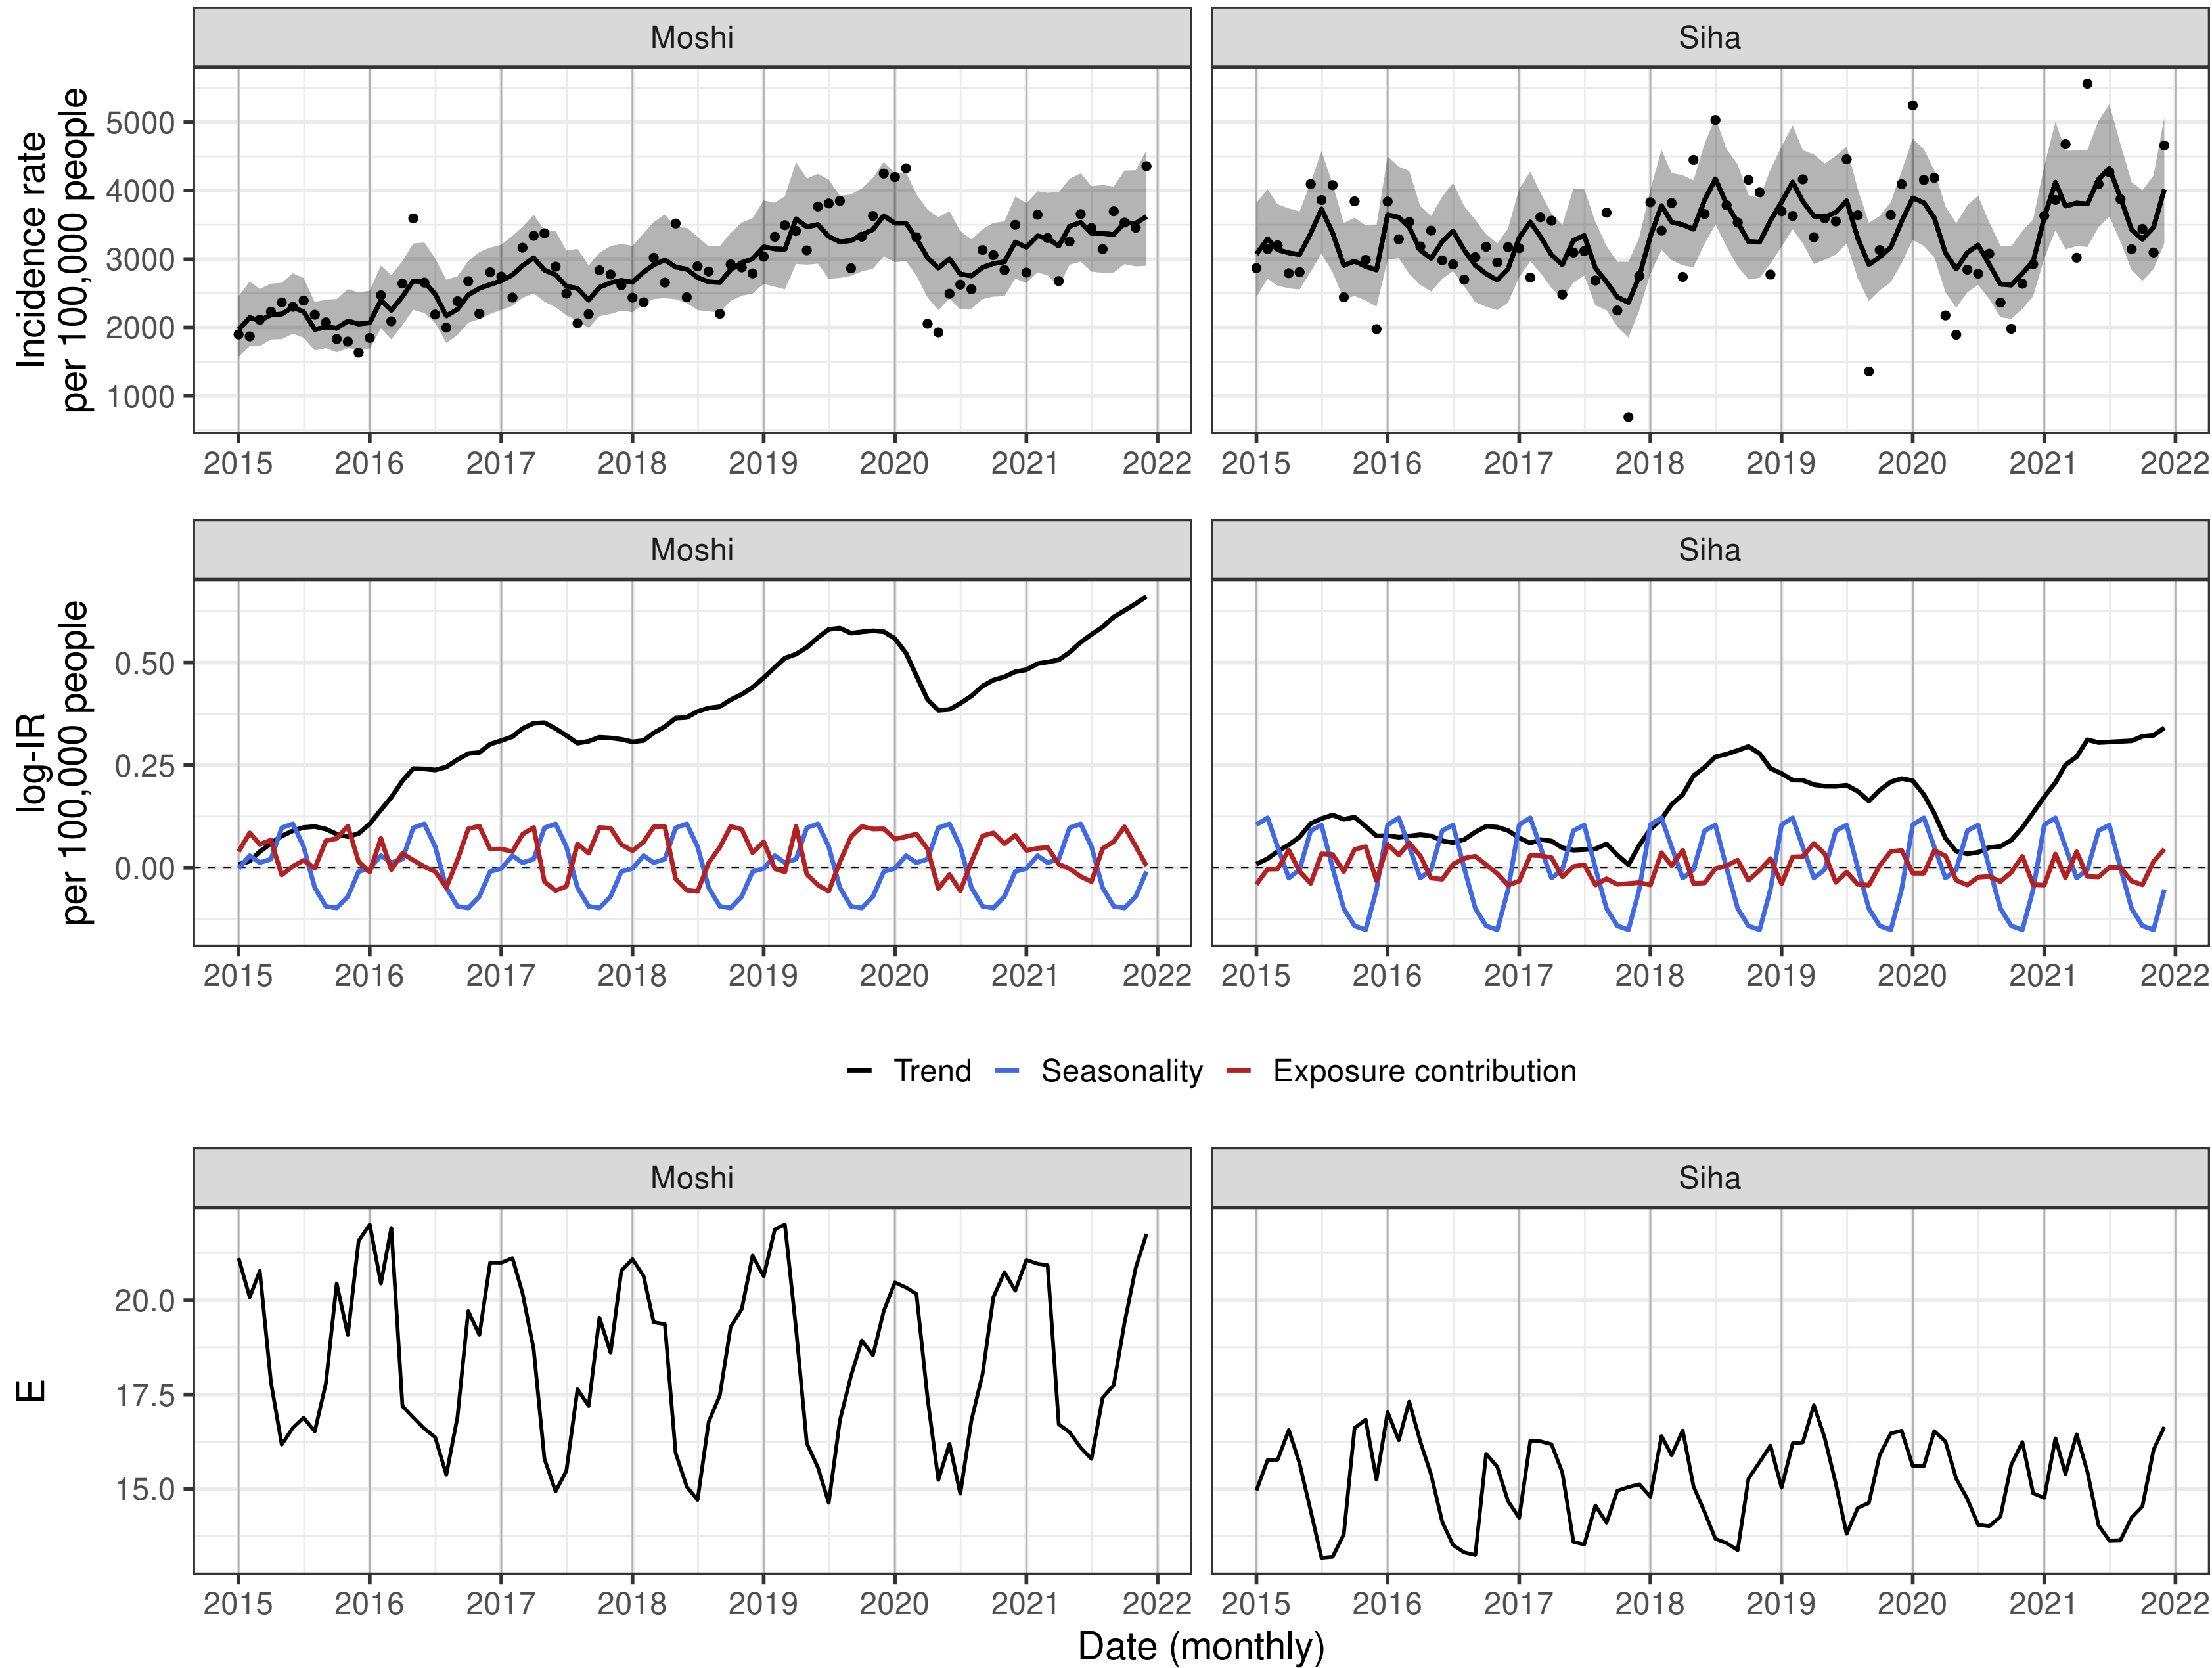 Moshi Siha
Incidence rate
per 100,000 people
5000
4000
3000
2000
1000
2015 2016 2017 2018 2019 2020 2021 2022 2015 2016 2017 2018 2019 2020 2021 2022
Moshi Siha
log-IR
per 100,000 people
0.50
0.25
0.00
2015 2016 2017 2018 2019 2020 2021 2022 2015 2016 2017 2018 2019 2020 2021 2022
Trend Seasonality Exposure contribution
Moshi Siha
E
20.0
17.5
15.0
2015 2016 2017 2018 2019 2020 2021 2022 2015 2016 2017 2018 2019 2020 2021 2022
Date (monthly)